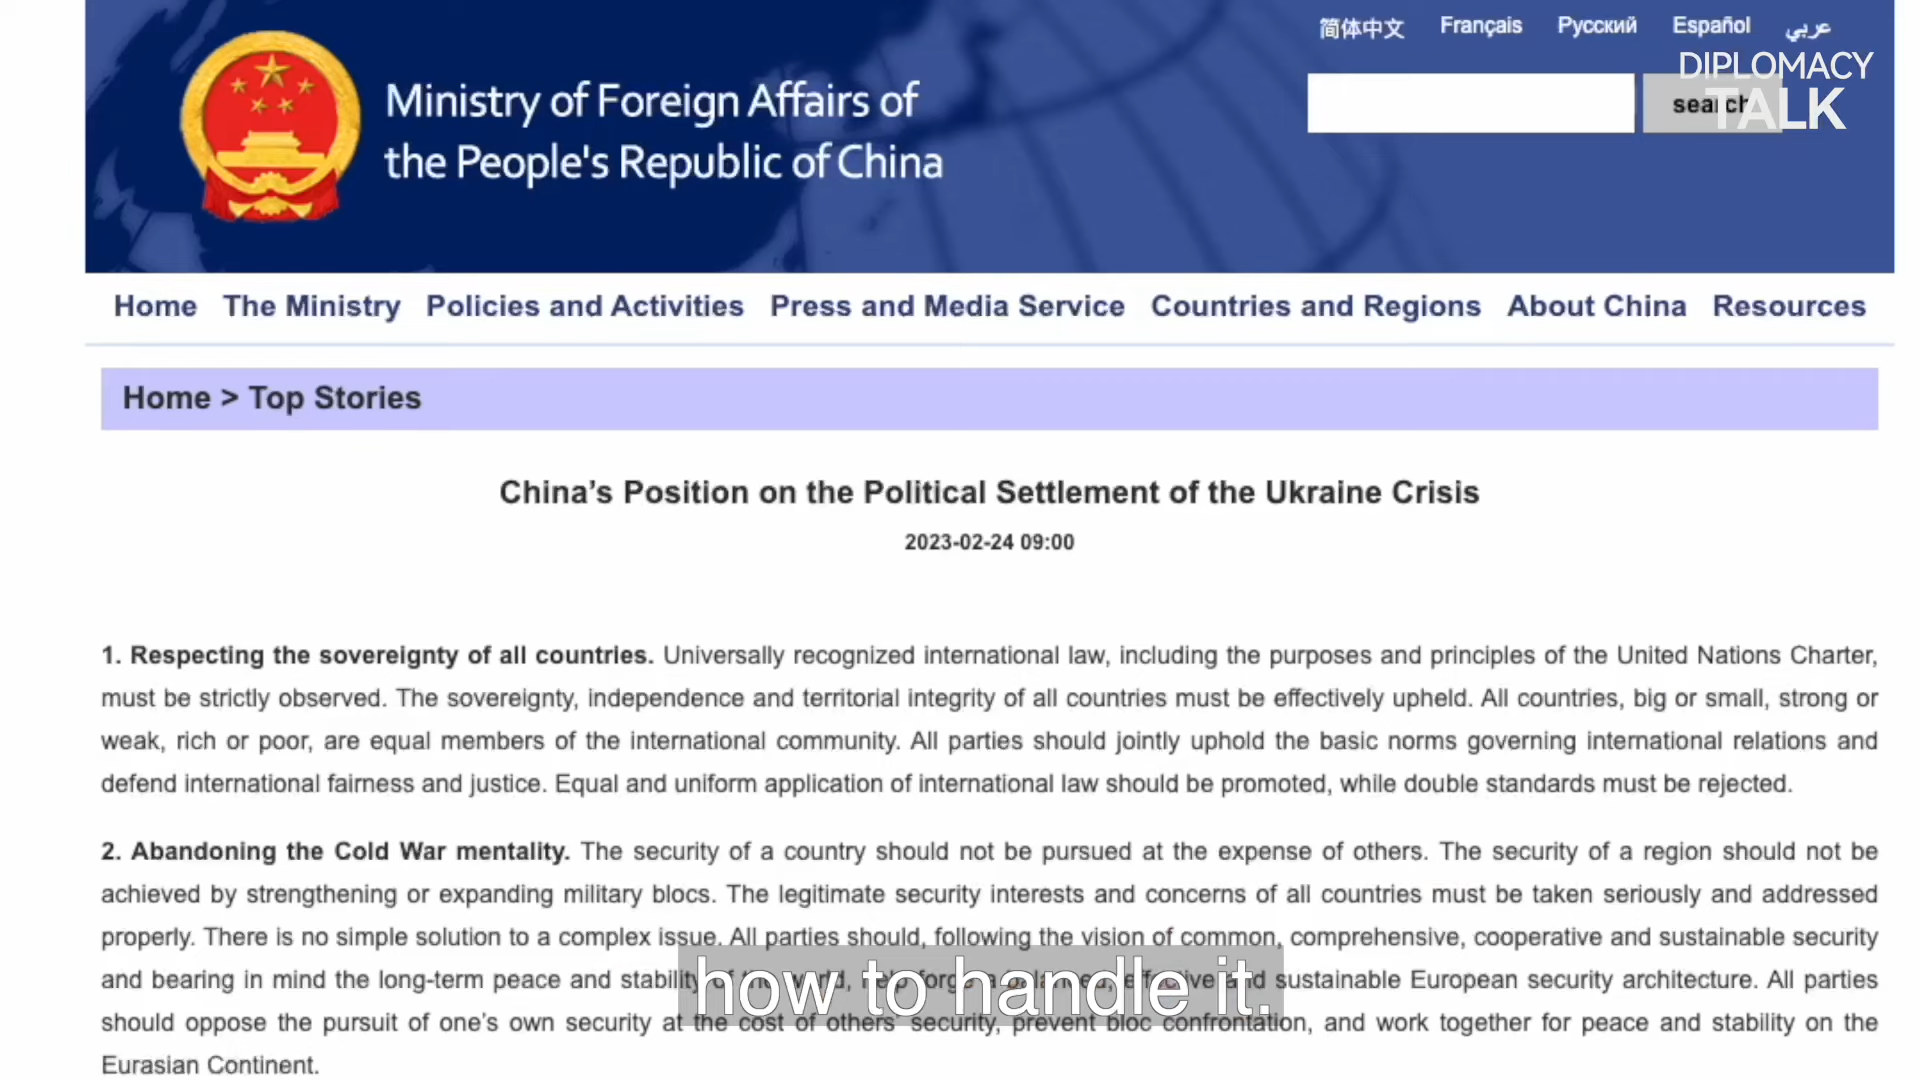 简体中文 Français Русский Español عربي
DIPLOMACY
TALK
search
Ministry of Foreign Affairs of
the People's Republic of China
Home The Ministry Policies and Activities Press and Media Service Countries and Regions About China Resources
Home > Top Stories
China's Position on the Political Settlement of the Ukraine Crisis
2023-02-24 09:00
1. Respecting the sovereignty of all countries. Universally recognized international law, including the purposes and principles of the United Nations Charter,
must be strictly observed. The sovereignty, independence and territorial integrity of all countries must be effectively upheld. All countries, big or small, strong or
weak, rich or poor, are equal members of the international community. All parties should jointly uphold the basic norms governing international relations and
defend international fairness and justice. Equal and uniform application of international law should be promoted, while double standards must be rejected.
2. Abandoning the Cold War mentality. The security of a country should not be pursued at the expense of others. The security of a region should not be
achieved by strengthening or expanding military blocs. The legitimate security interests and concerns of all countries must be taken seriously and addressed
properly. There is no simple solution to a complex issue. All parties should, following the vision of common, comprehensive, cooperative and sustainable security
and bearing in mind the long-term peace and stability of the world, help forge a balanced, effective and sustainable European security architecture. All parties
should oppose the pursuit of one's own security at the cost of others' security, prevent bloc confrontation, and work together for peace and stability on the
Eurasian Continent.
how to handle it.